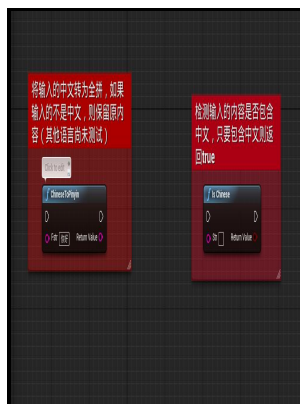 将输入的中文转为全拼，如果
输入的不是中文，则保留原内
容（其他语言尚未测试）
ChineseToPinyin
Fstr 你好 Return Value
检测输入的内容是否包含
中文，只要包含中文则返
回true
Is Chinese
Str Return Value